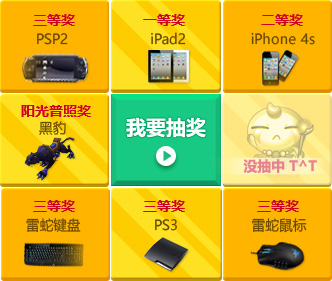 三等奖
PSP2
一等奖
iPad2
二等奖
iPhone 4s
阳光普照奖
黑豹
我要抽奖
没抽中 T^T
三等奖
雷蛇键盘
三等奖
PS3
三等奖
雷蛇鼠标